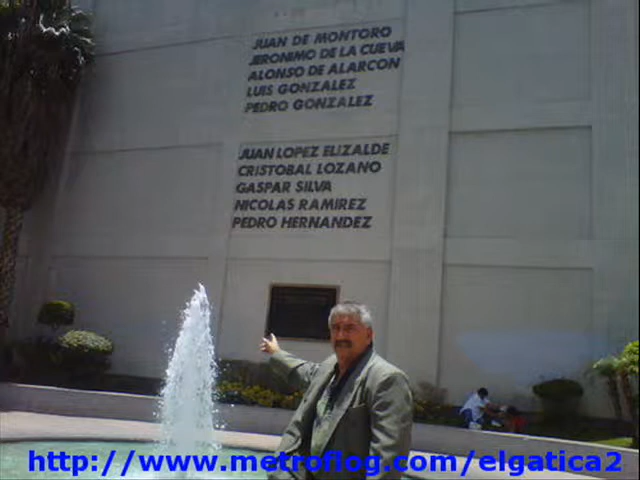 JUAN DE MONTORO
JERONIMO DE LA CUEVA
ALONSO DE ALARCON
LUIS GONZALEZ
PEDRO GONZALEZ
JUAN LOPEZ ELIZALDE
CRISTOBAL LOZANO
GASPAR SILVA
NICOLAS RAMIREZ
PEDRO HERNANDEZ
http://www.metroflog.com/elgatica2